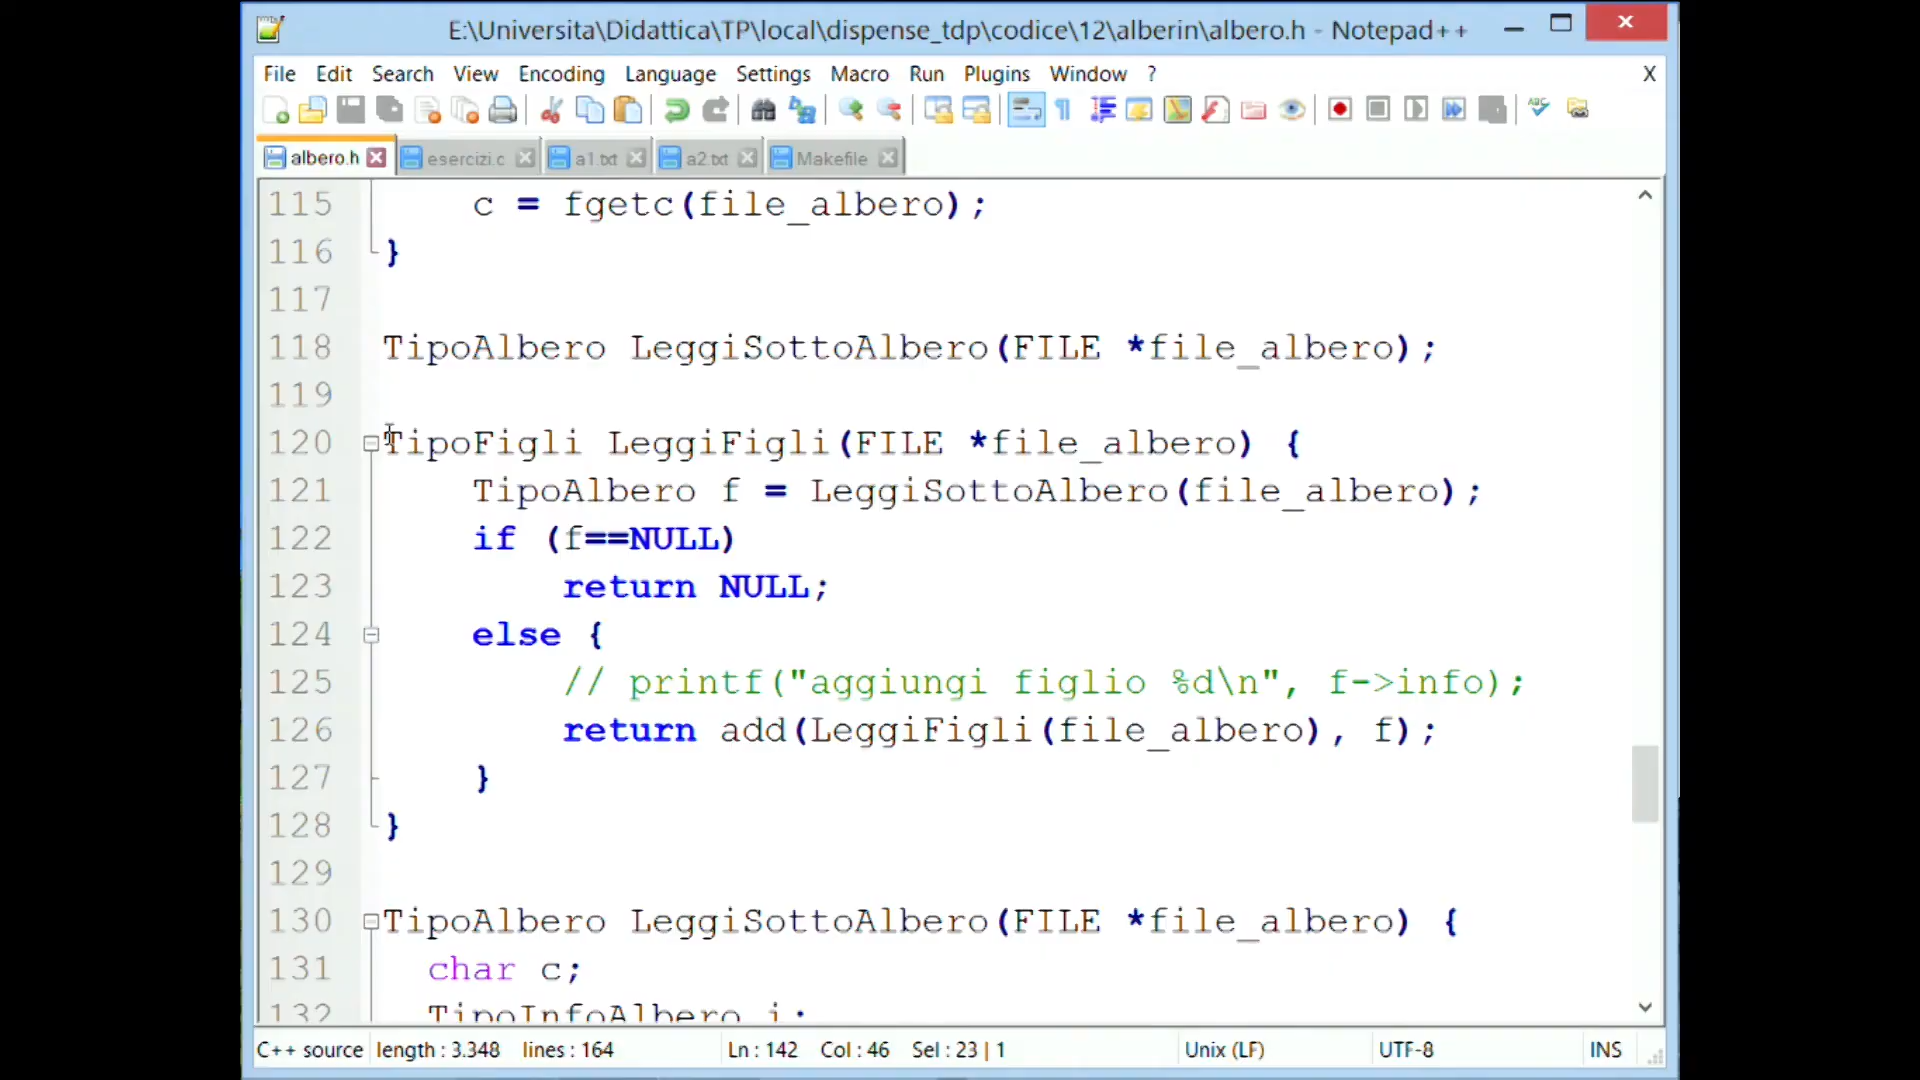 E:\Universita\Didattica\TP\local\dispense_tdp\codice\12\alberin\albero.h - Notepad++
File Edit Search View Encoding Language Settings Macro Run Plugins Window ? X
albero.h esercizi.c a1.txt a2.txt Makefile
115 c = fgetc(file_albero);
116 }
117
118 TipoAlbero LeggiSottoAlbero(FILE *file_albero);
119
120 TipoFigli LeggiFigli(FILE *file_albero) {
121 TipoAlbero f = LeggiSottoAlbero(file_albero);
122 if (f==NULL)
123 return NULL;
124 else {
125 // printf("aggiungi figlio %d\n", f->info);
126 return add(LeggiFigli(file_albero), f);
127 }
128 }
129
130 TipoAlbero LeggiSottoAlbero(FILE *file_albero) {
131 char c;
132 TipoInfoAlbero i;
C++ source length : 3.348 lines : 164 Ln : 142 Col : 46 Sel : 23 | 1 Unix (LF) UTF-8 INS